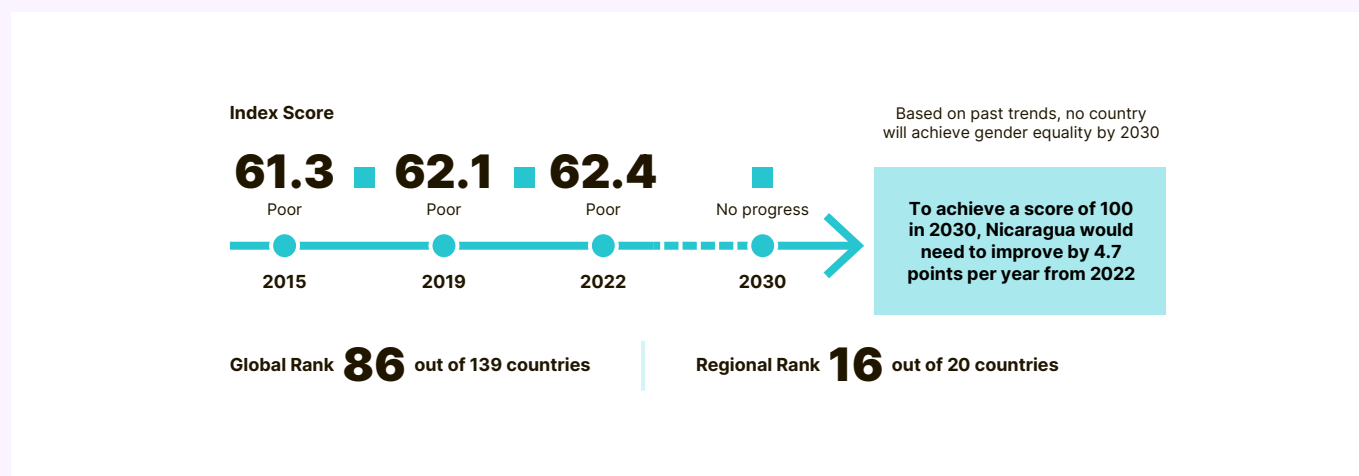 Index Score
61.3 62.1 62.4
Poor Poor Poor No progress
2015 2019 2022 2030
Based on past trends, no country
will achieve gender equality by 2030
To achieve a score of 100
in 2030, Nicaragua would
need to improve by 4.7
points per year from 2022
Global Rank 86 out of 139 countries
Regional Rank 16 out of 20 countries